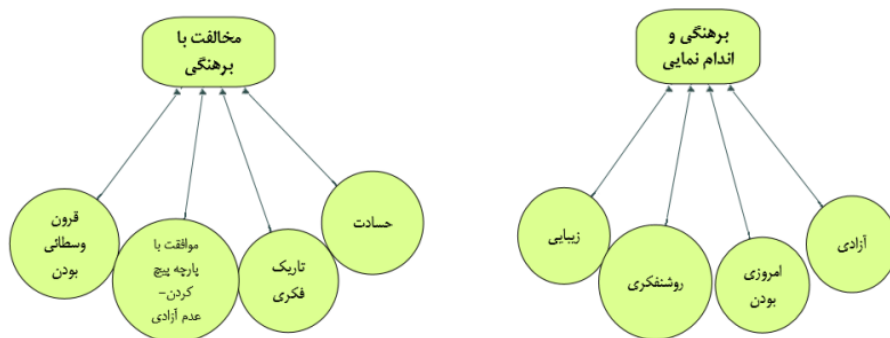 برهنگی و
اندام نمایی
آزادی
امروزی
بودن
روشنفکری
زیبایی
مخالفت با
برهنگی
حسادت
تاریک
فکری
موافقت با
پارچه پیچ
کردن-
عدم آزادی
قرون
وسطائی
بودن